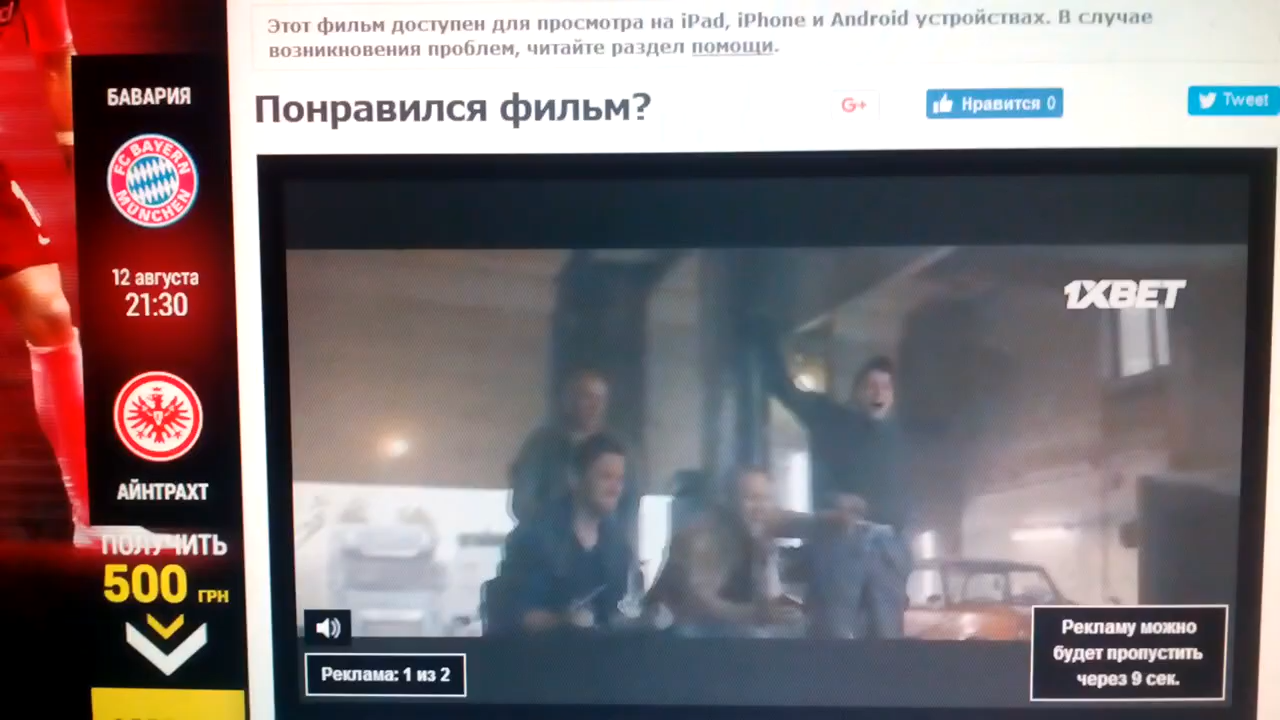 Этот фильм доступен для просмотра на iPad, iPhone и Android устройствах. В случае
возникновения проблем, читайте раздел помощи.
Понравился фильм?
G+
Нравится 0
Tweet
БАВАРИЯ
FC BAYERN
MÜNCHEN
12 августа
21:30
АЙНТРАХТ
ПОЛУЧИТЬ
500 ГРН
1XBET
Реклама: 1 из 2
Рекламу можно
будет пропустить
через 9 сек.